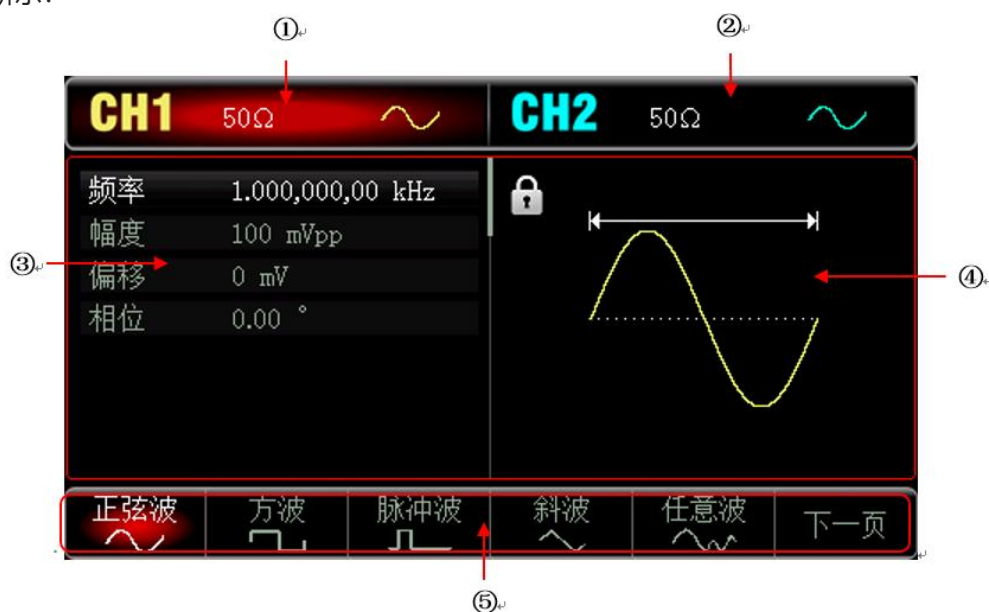 ① ②
CH1 50Ω CH2 50Ω
频率 1.000,000,00 kHz
幅度 100 mVpp
③ ④
偏移 0 mV
相位 0.00 °
正弦波 方波 脉冲波 斜波 任意波 下一页
⑤